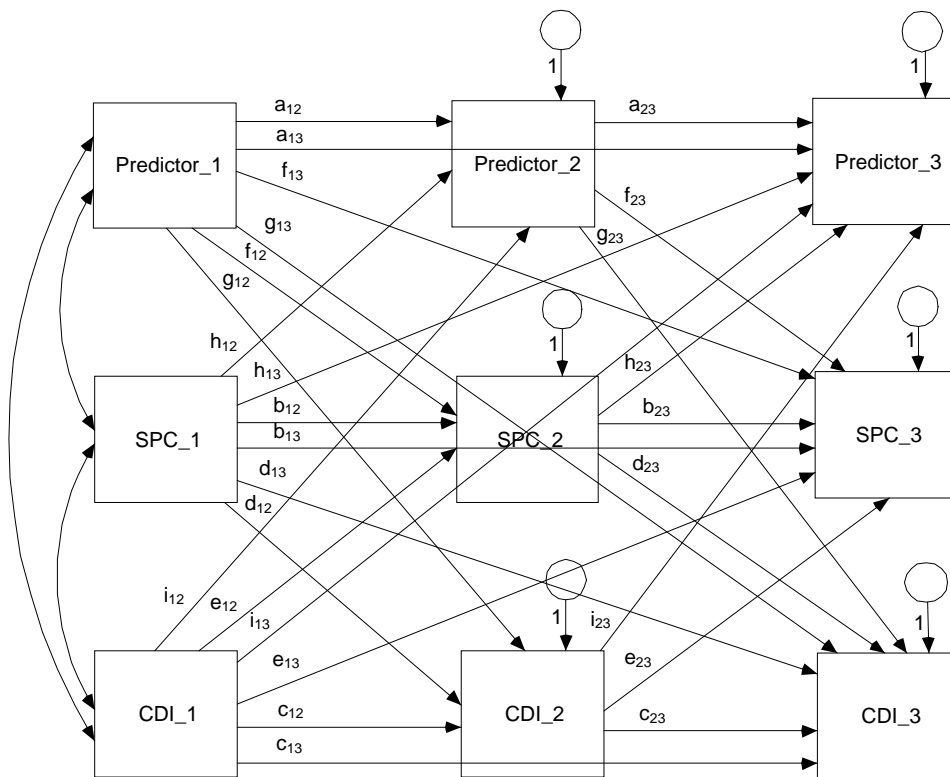 1
1
a12
a23
a13
Predictor_1
Predictor_2
Predictor_3
f13
f23
g13
g23
f12
g12
1
1
h12
h13
h23
b12
b23
b13
SPC_1
SPC_2
SPC_3
d13
d23
d12
i12
e12
i13
1
i23
1
e13
e23
CDI_1
c12
CDI_2
c23
CDI_3
c13